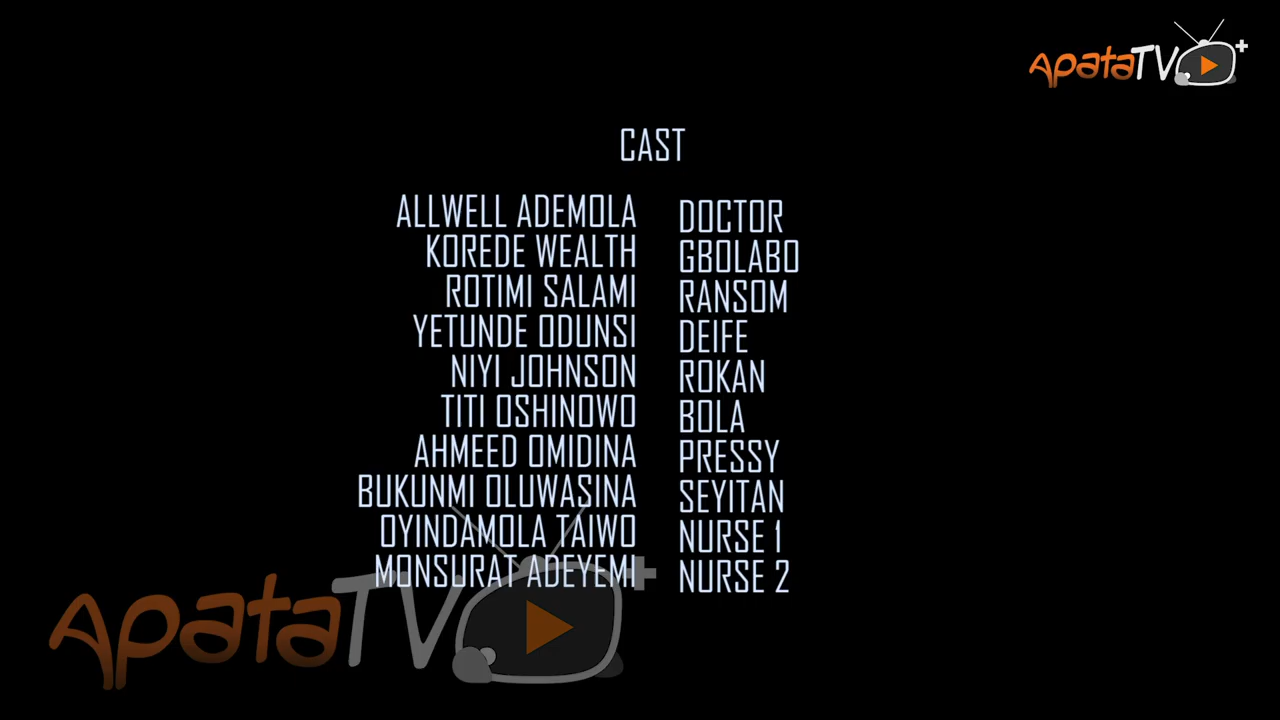 ApataTV+
CAST
ALLWELL ADEMOLA DOCTOR
KOREDE WEALTH GBOLABO
ROTIMI SALAMI RANSOM
YETUNDE ODUNSI DEIFE
NIYI JOHNSON ROKAN
TITI OSHINOWO BOLA
AHMEED OMIDINA PRESSY
BUKUNMI OLUWASINA SEYITAN
OYINDAMOLA TAIWO NURSE 1
MONSURAT ADEYEMI NURSE 2
ApataTV+